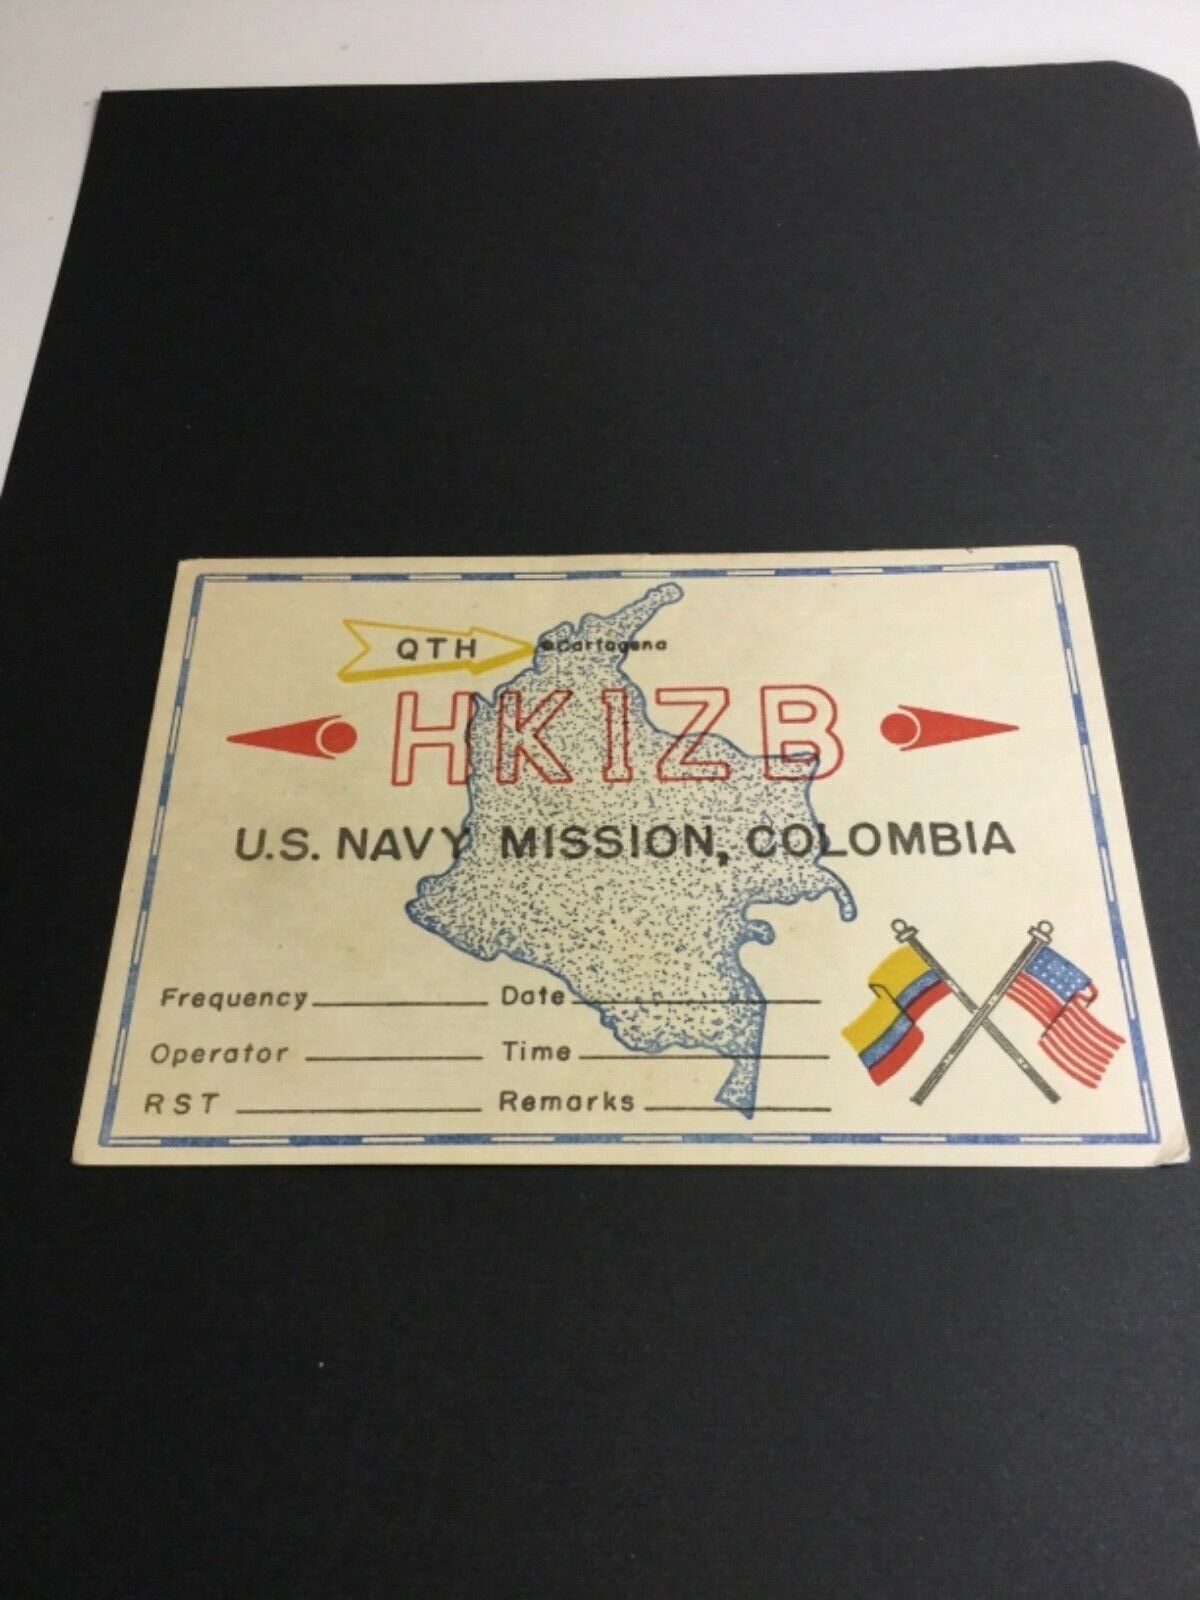 QTH Cartagena
HK1ZB
U.S. NAVY MISSION, COLOMBIA
Frequency Date
Operator Time
RST Remarks